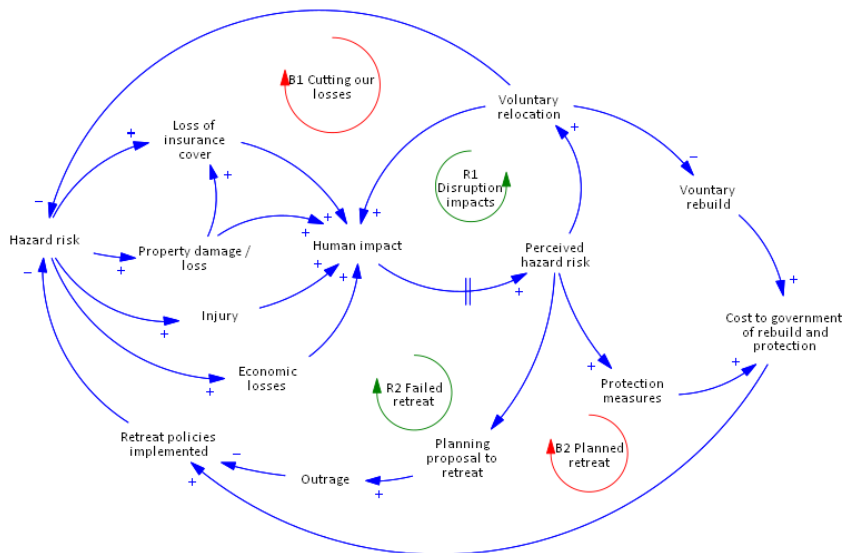 B1 Cutting our
losses
Voluntary
relocation
Loss of
insurance
cover
R1
Disruption
impacts
Vountary
rebuild
Hazard risk
Property damage /
loss
Human impact
Perceived
hazard risk
Injury
Cost to government
of rebuild and
protection
Economic
losses
R2 Failed
retreat
Protection
measures
Retreat policies
implemented
Planning
proposal to
retreat
B2 Planned
retreat
Outrage